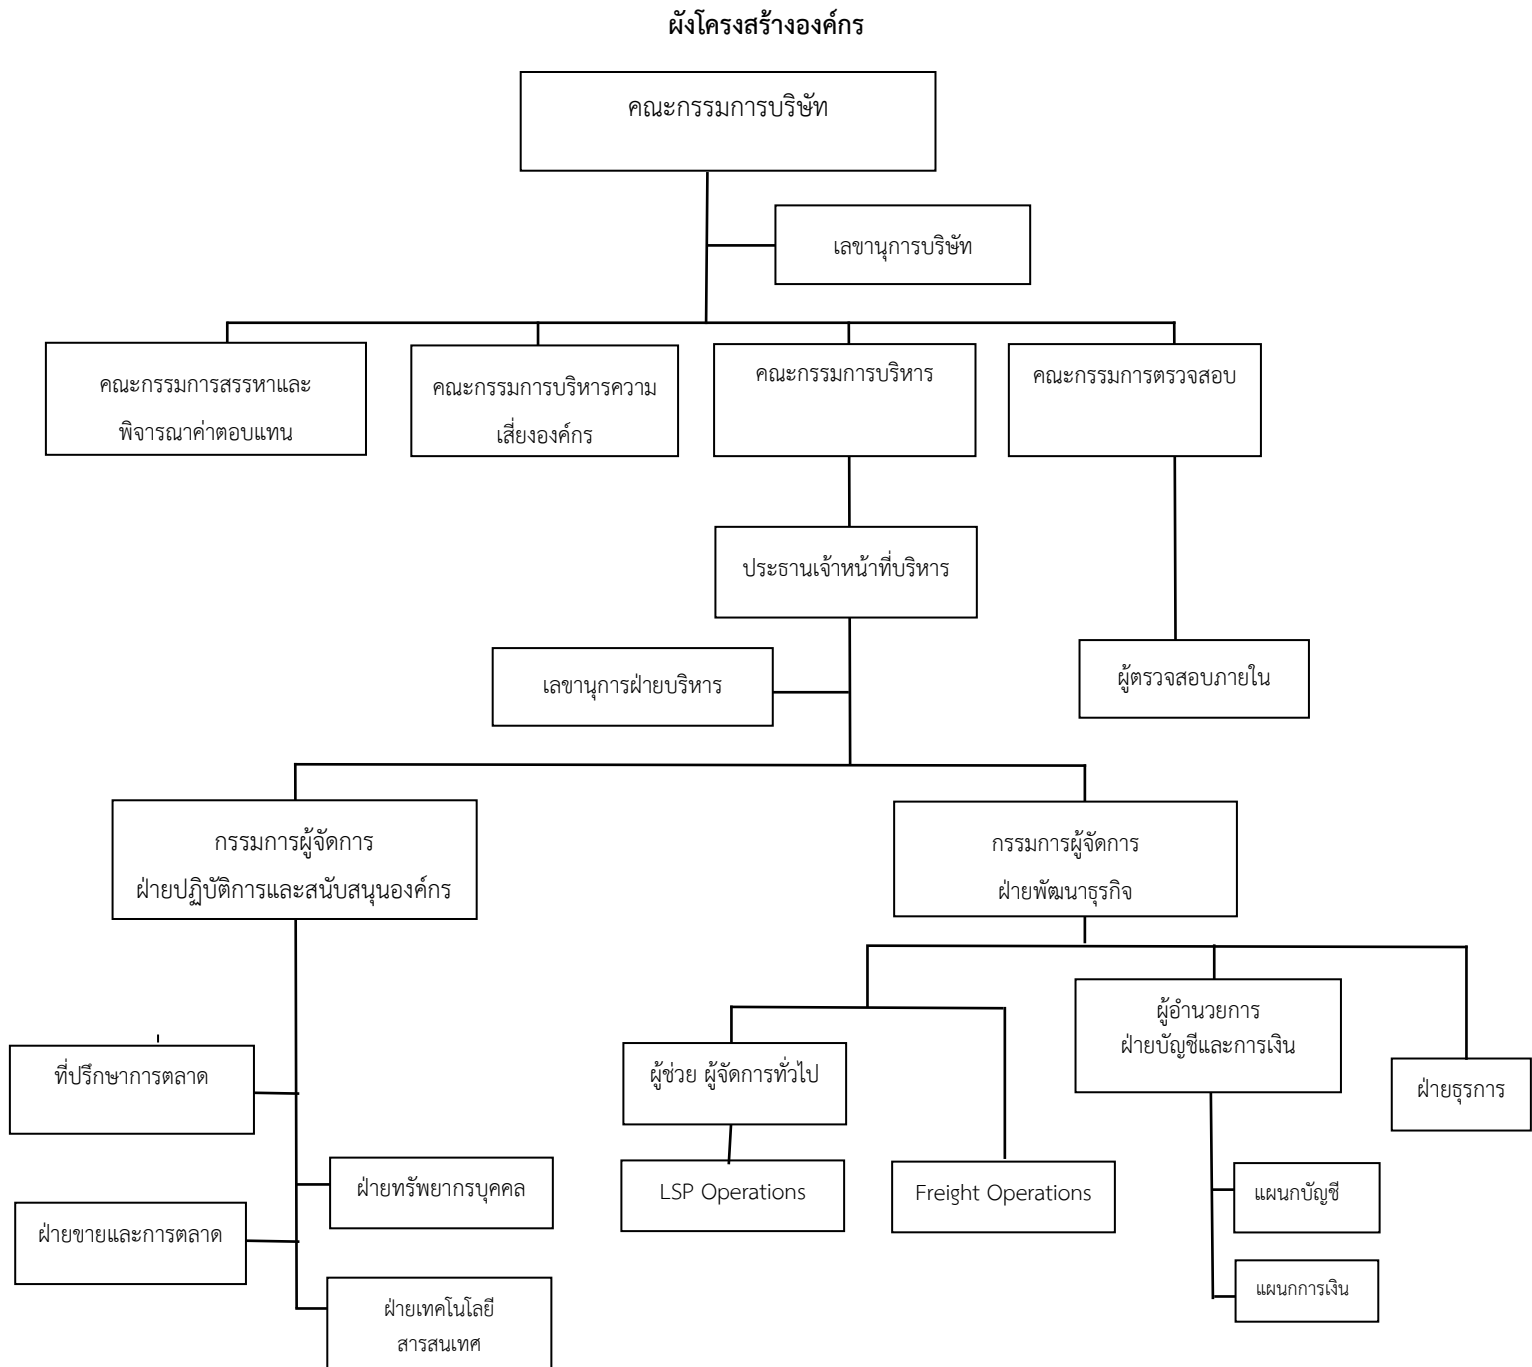 ผังโครงสร้างองค์กร
คณะกรรมการบริษัท
เลขานุการบริษัท
คณะกรรมการสรรหาและ
พิจารณาค่าตอบแทน
คณะกรรมการบริหารความ
เสี่ยงองค์กร
คณะกรรมการบริหาร
คณะกรรมการตรวจสอบ
ประธานเจ้าหน้าที่บริหาร
เลขานุการฝ่ายบริหาร
ผู้ตรวจสอบภายใน
กรรมการผู้จัดการ
ฝ่ายปฏิบัติการและสนับสนุนองค์กร
กรรมการผู้จัดการ
ฝ่ายพัฒนาธุรกิจ
ที่ปรึกษาการตลาด
ฝ่ายทรัพยากรบุคคล
ฝ่ายขายและการตลาด
ฝ่ายเทคโนโลยี
สารสนเทศ
ผู้ช่วย ผู้จัดการทั่วไป
LSP Operations
Freight Operations
ผู้อำนวยการ
ฝ่ายบัญชีและการเงิน
แผนกบัญชี
แผนกการเงิน
ฝ่ายธุรการ